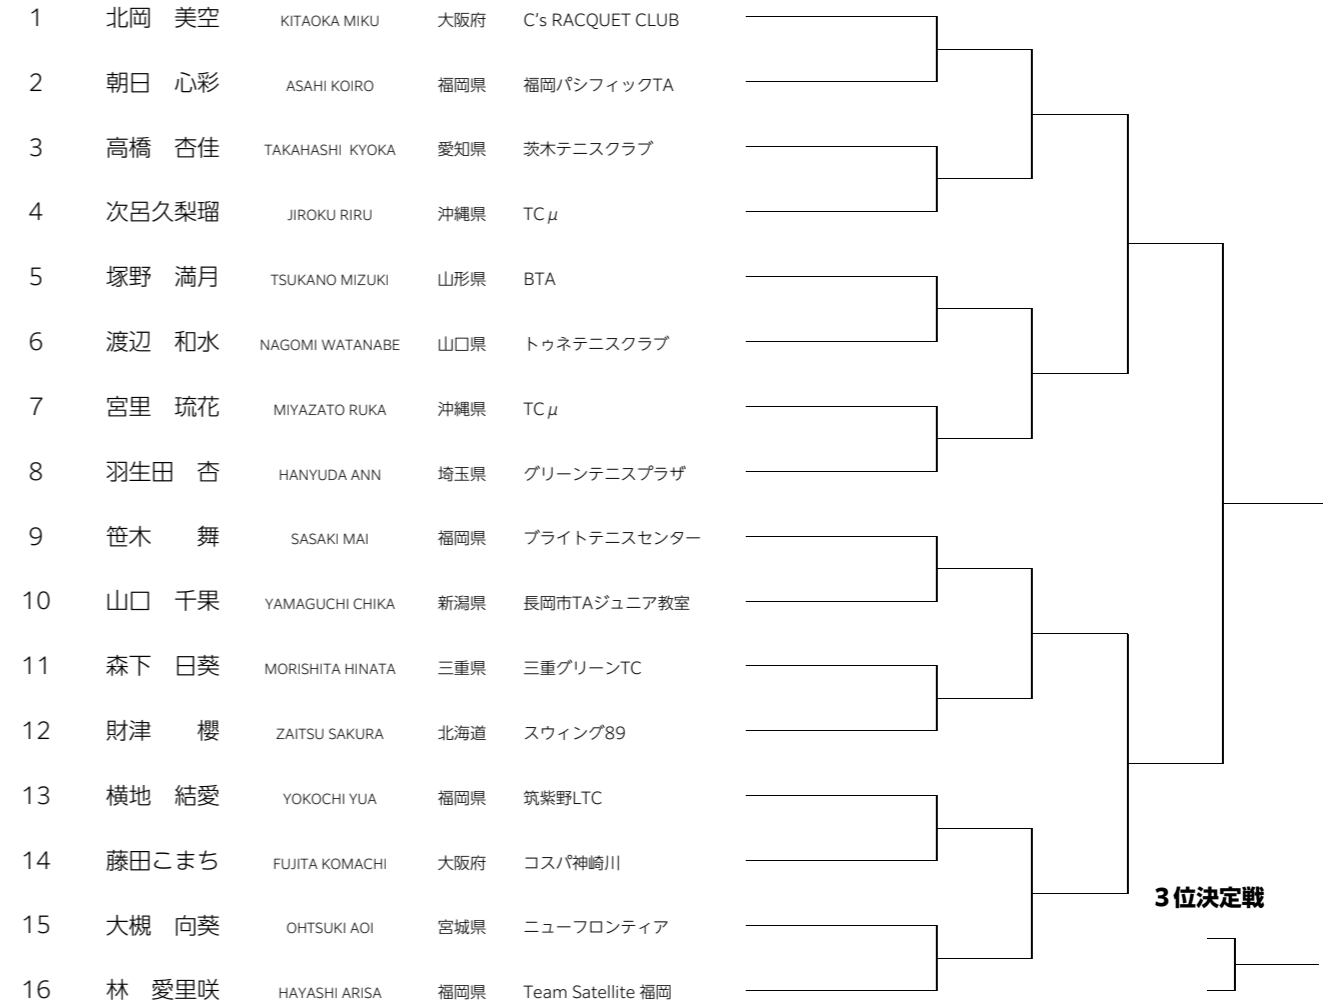 1 北岡　美空 KITAOKA MIKU 大阪府 C's RACQUET CLUB
2 朝日　心彩 ASAHI KOIRO 福岡県 福岡パシフィックTA
3 高橋　杏佳 TAKAHASHI KYOKA 愛知県 茨木テニスクラブ
4 次呂久梨瑠 JIROKU RIRU 沖縄県 TCμ
5 塚野　満月 TSUKANO MIZUKI 山形県 BTA
6 渡辺　和水 NAGOMI WATANABE 山口県 トゥネテニスクラブ
7 宮里　琉花 MIYAZATO RUKA 沖縄県 TCμ
8 羽生田　杏 HANYUDA ANN 埼玉県 グリーンテニスプラザ
9 笹木　　舞 SASAKI MAI 福岡県 ブライトテニスセンター
10 山口　千果 YAMAGUCHI CHIKA 新潟県 長岡市TAジュニア教室
11 森下　日葵 MORISHITA HINATA 三重県 三重グリーンTC
12 財津　　櫻 ZAITSU SAKURA 北海道 スウィング89
13 横地　結愛 YOKOCHI YUA 福岡県 筑紫野LTC
14 藤田こまち FUJITA KOMACHI 大阪府 コスパ神崎川
３位決定戦
15 大槻　向葵 OHTSUKI AOI 宮城県 ニューフロンティア
16 林　愛里咲 HAYASHI ARISA 福岡県 Team Satellite 福岡